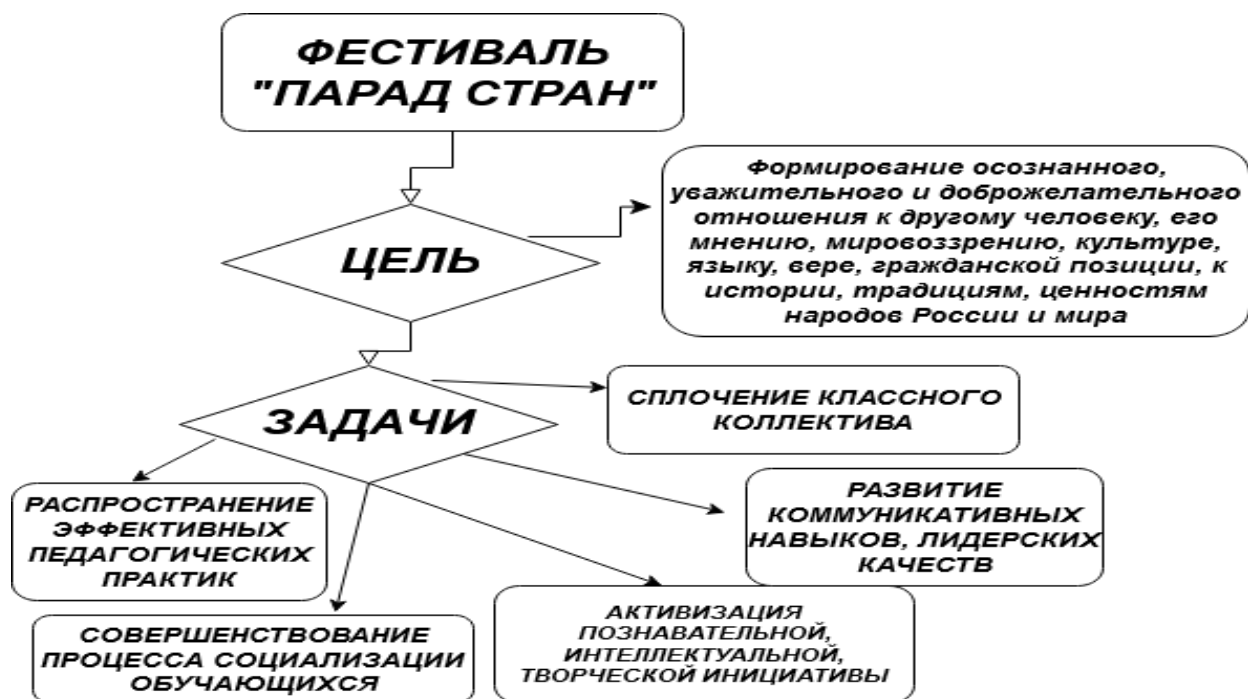 ФЕСТИВАЛЬ
"ПАРАД СТРАН"
Формирование осознанного,
уважительного и доброжелательного
отношения к другому человеку, его
мнению, мировоззрению, культуре,
языку, вере, гражданской позиции, к
истории, традициям, ценностям
народов России и мира
ЦЕЛЬ
ЗАДАЧИ
СПЛОЧЕНИЕ КЛАССНОГО
КОЛЛЕКТИВА
РАСПРОСТРАНЕНИЕ
ЭФФЕКТИВНЫХ
ПЕДАГОГИЧЕСКИХ
ПРАКТИК
РАЗВИТИЕ
КОММУНИКАТИВНЫХ
НАВЫКОВ, ЛИДЕРСКИХ
КАЧЕСТВ
СОВЕРШЕНСТВОВАНИЕ
ПРОЦЕССА СОЦИАЛИЗАЦИИ
ОБУЧАЮЩИХСЯ
АКТИВИЗАЦИЯ
ПОЗНАВАТЕЛЬНОЙ,
ИНТЕЛЛЕКТУАЛЬНОЙ,
ТВОРЧЕСКОЙ ИНИЦИАТИВЫ